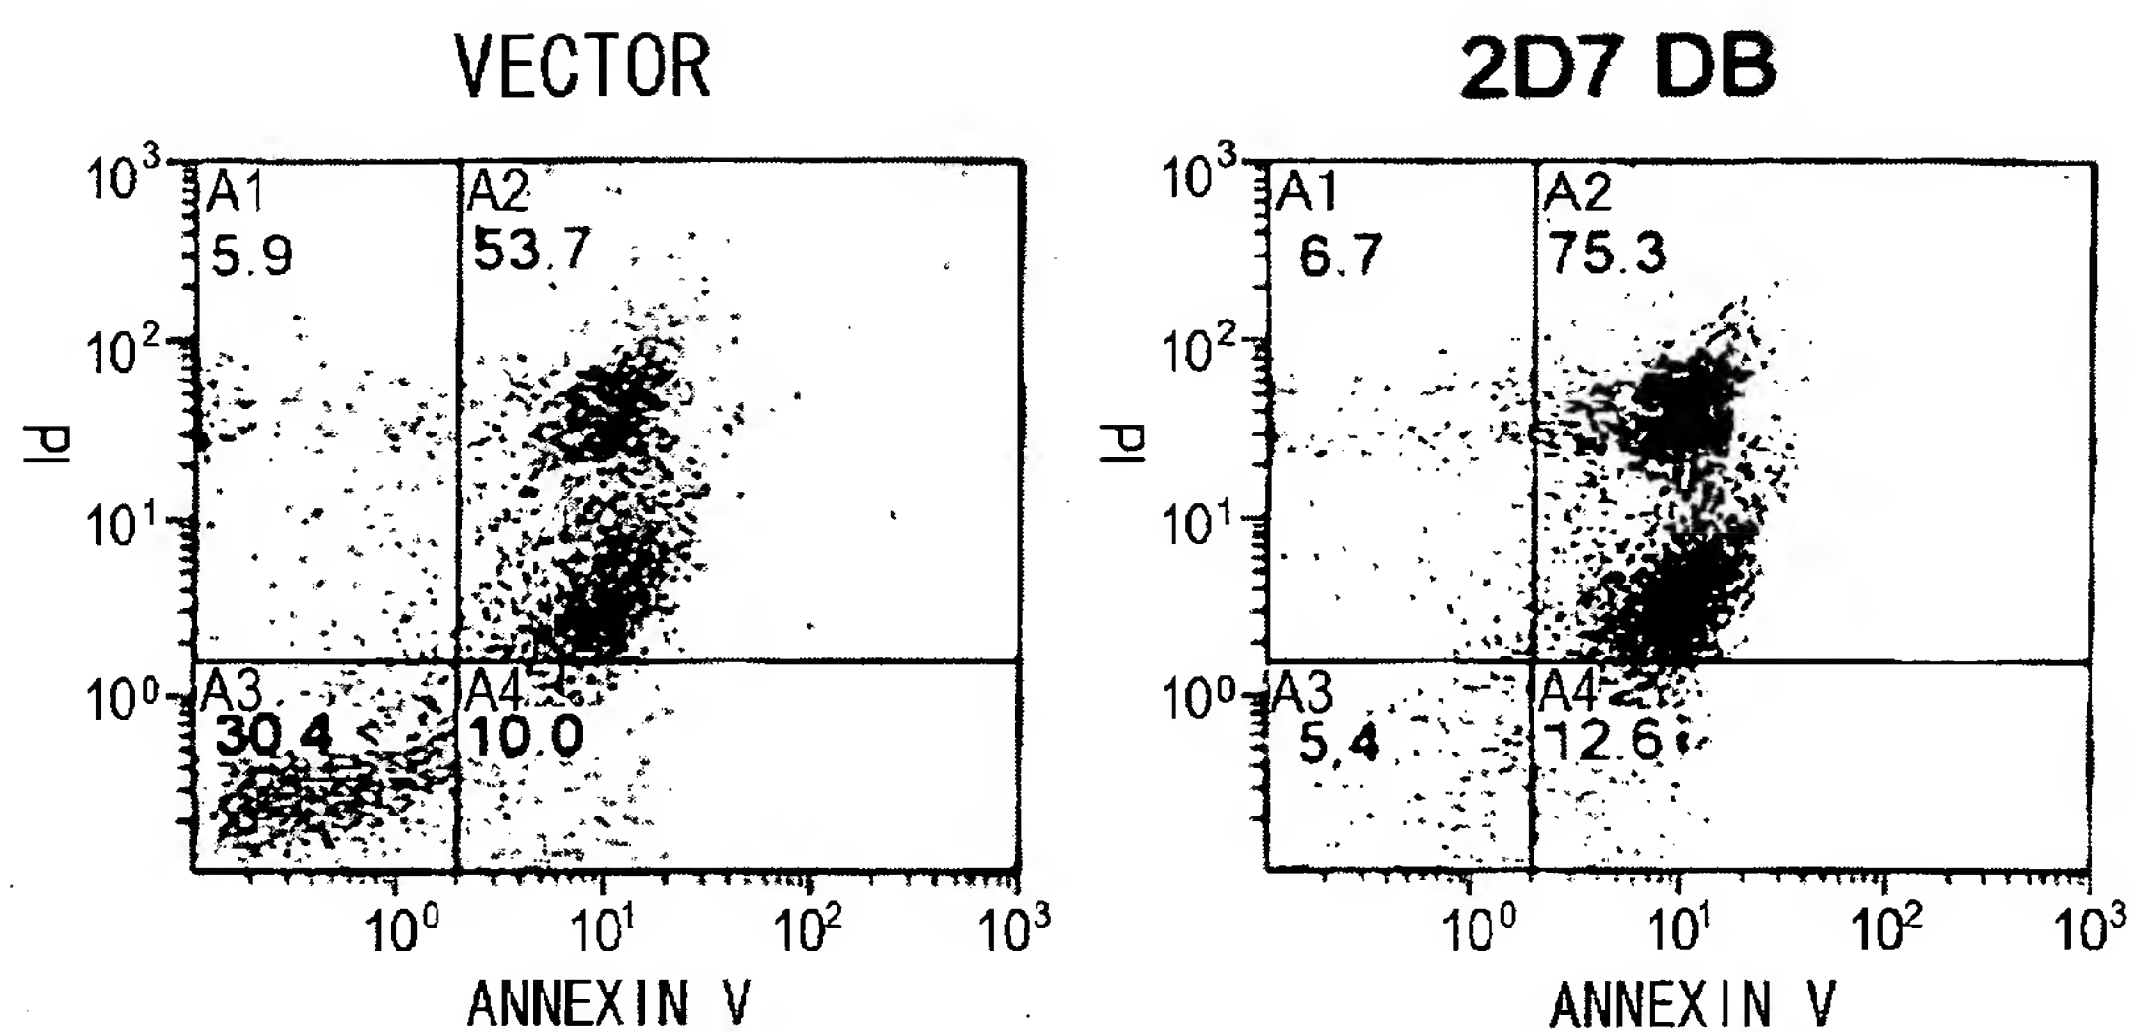 VECTOR
10³
A1
5.9
A2
53.7
10²
PI
10¹
10⁰
A3
30.4
A4
10.0
10⁰ 10¹ 10² 10³
ANNEXIN V
2D7 DB
10³
A1
6.7
A2
75.3
10²
PI
10¹
10⁰
A3
5.4
A4
12.6
10⁰ 10¹ 10² 10³
ANNEXIN V